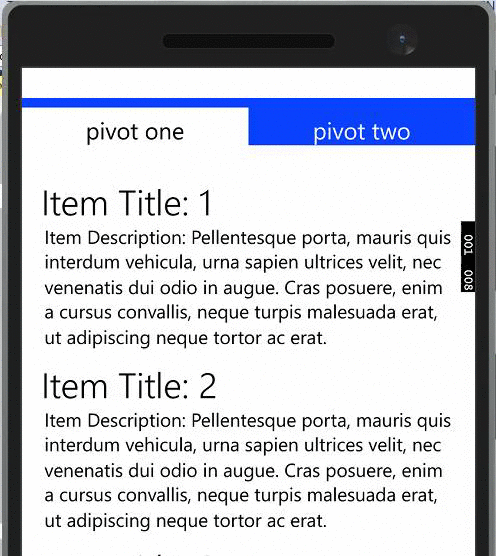 pivot one
pivot two
Item Title: 1
Item Description: Pellentesque porta, mauris quis
interdum vehicula, urna sapien ultrices velit, nec
venenatis dui odio in augue. Cras posuere, enim
a cursus convallis, neque turpis malesuada erat,
ut adipiscing neque tortor ac erat.
001 008
Item Title: 2
Item Description: Pellentesque porta, mauris quis
interdum vehicula, urna sapien ultrices velit, nec
venenatis dui odio in augue. Cras posuere, enim
a cursus convallis, neque turpis malesuada erat,
ut adipiscing neque tortor ac erat.